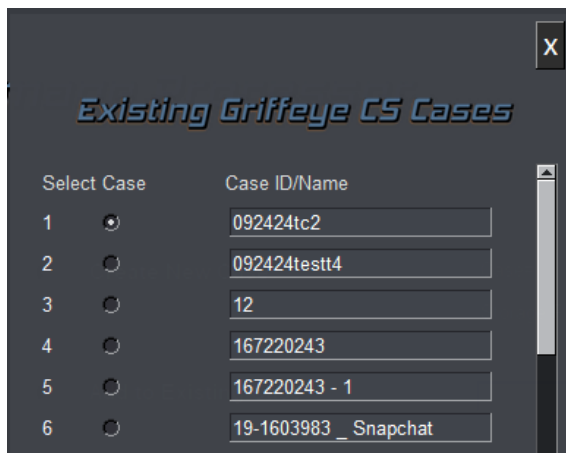 X
Existing Griffeye CS Cases
Select Case Case ID/Name
1 092424tc2
2 092424testt4
3 12
4 167220243
5 167220243 - 1
6 19-1603983 _ Snapchat